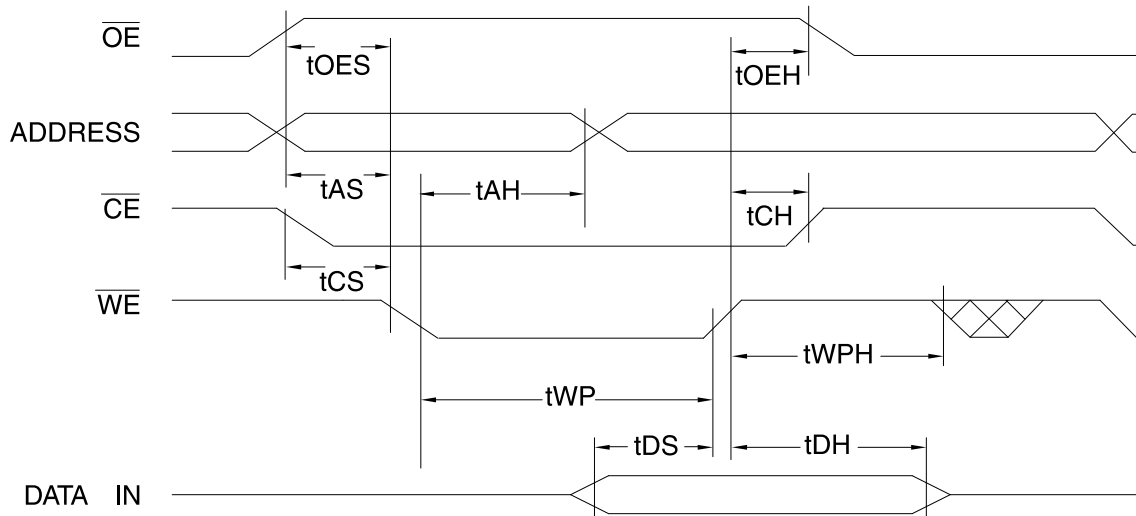 OE
tOES
tOEH
ADDRESS
tAS
tAH
CE
tCH
tCS
WE
tWPH
tWP
tDS
tDH
DATA IN